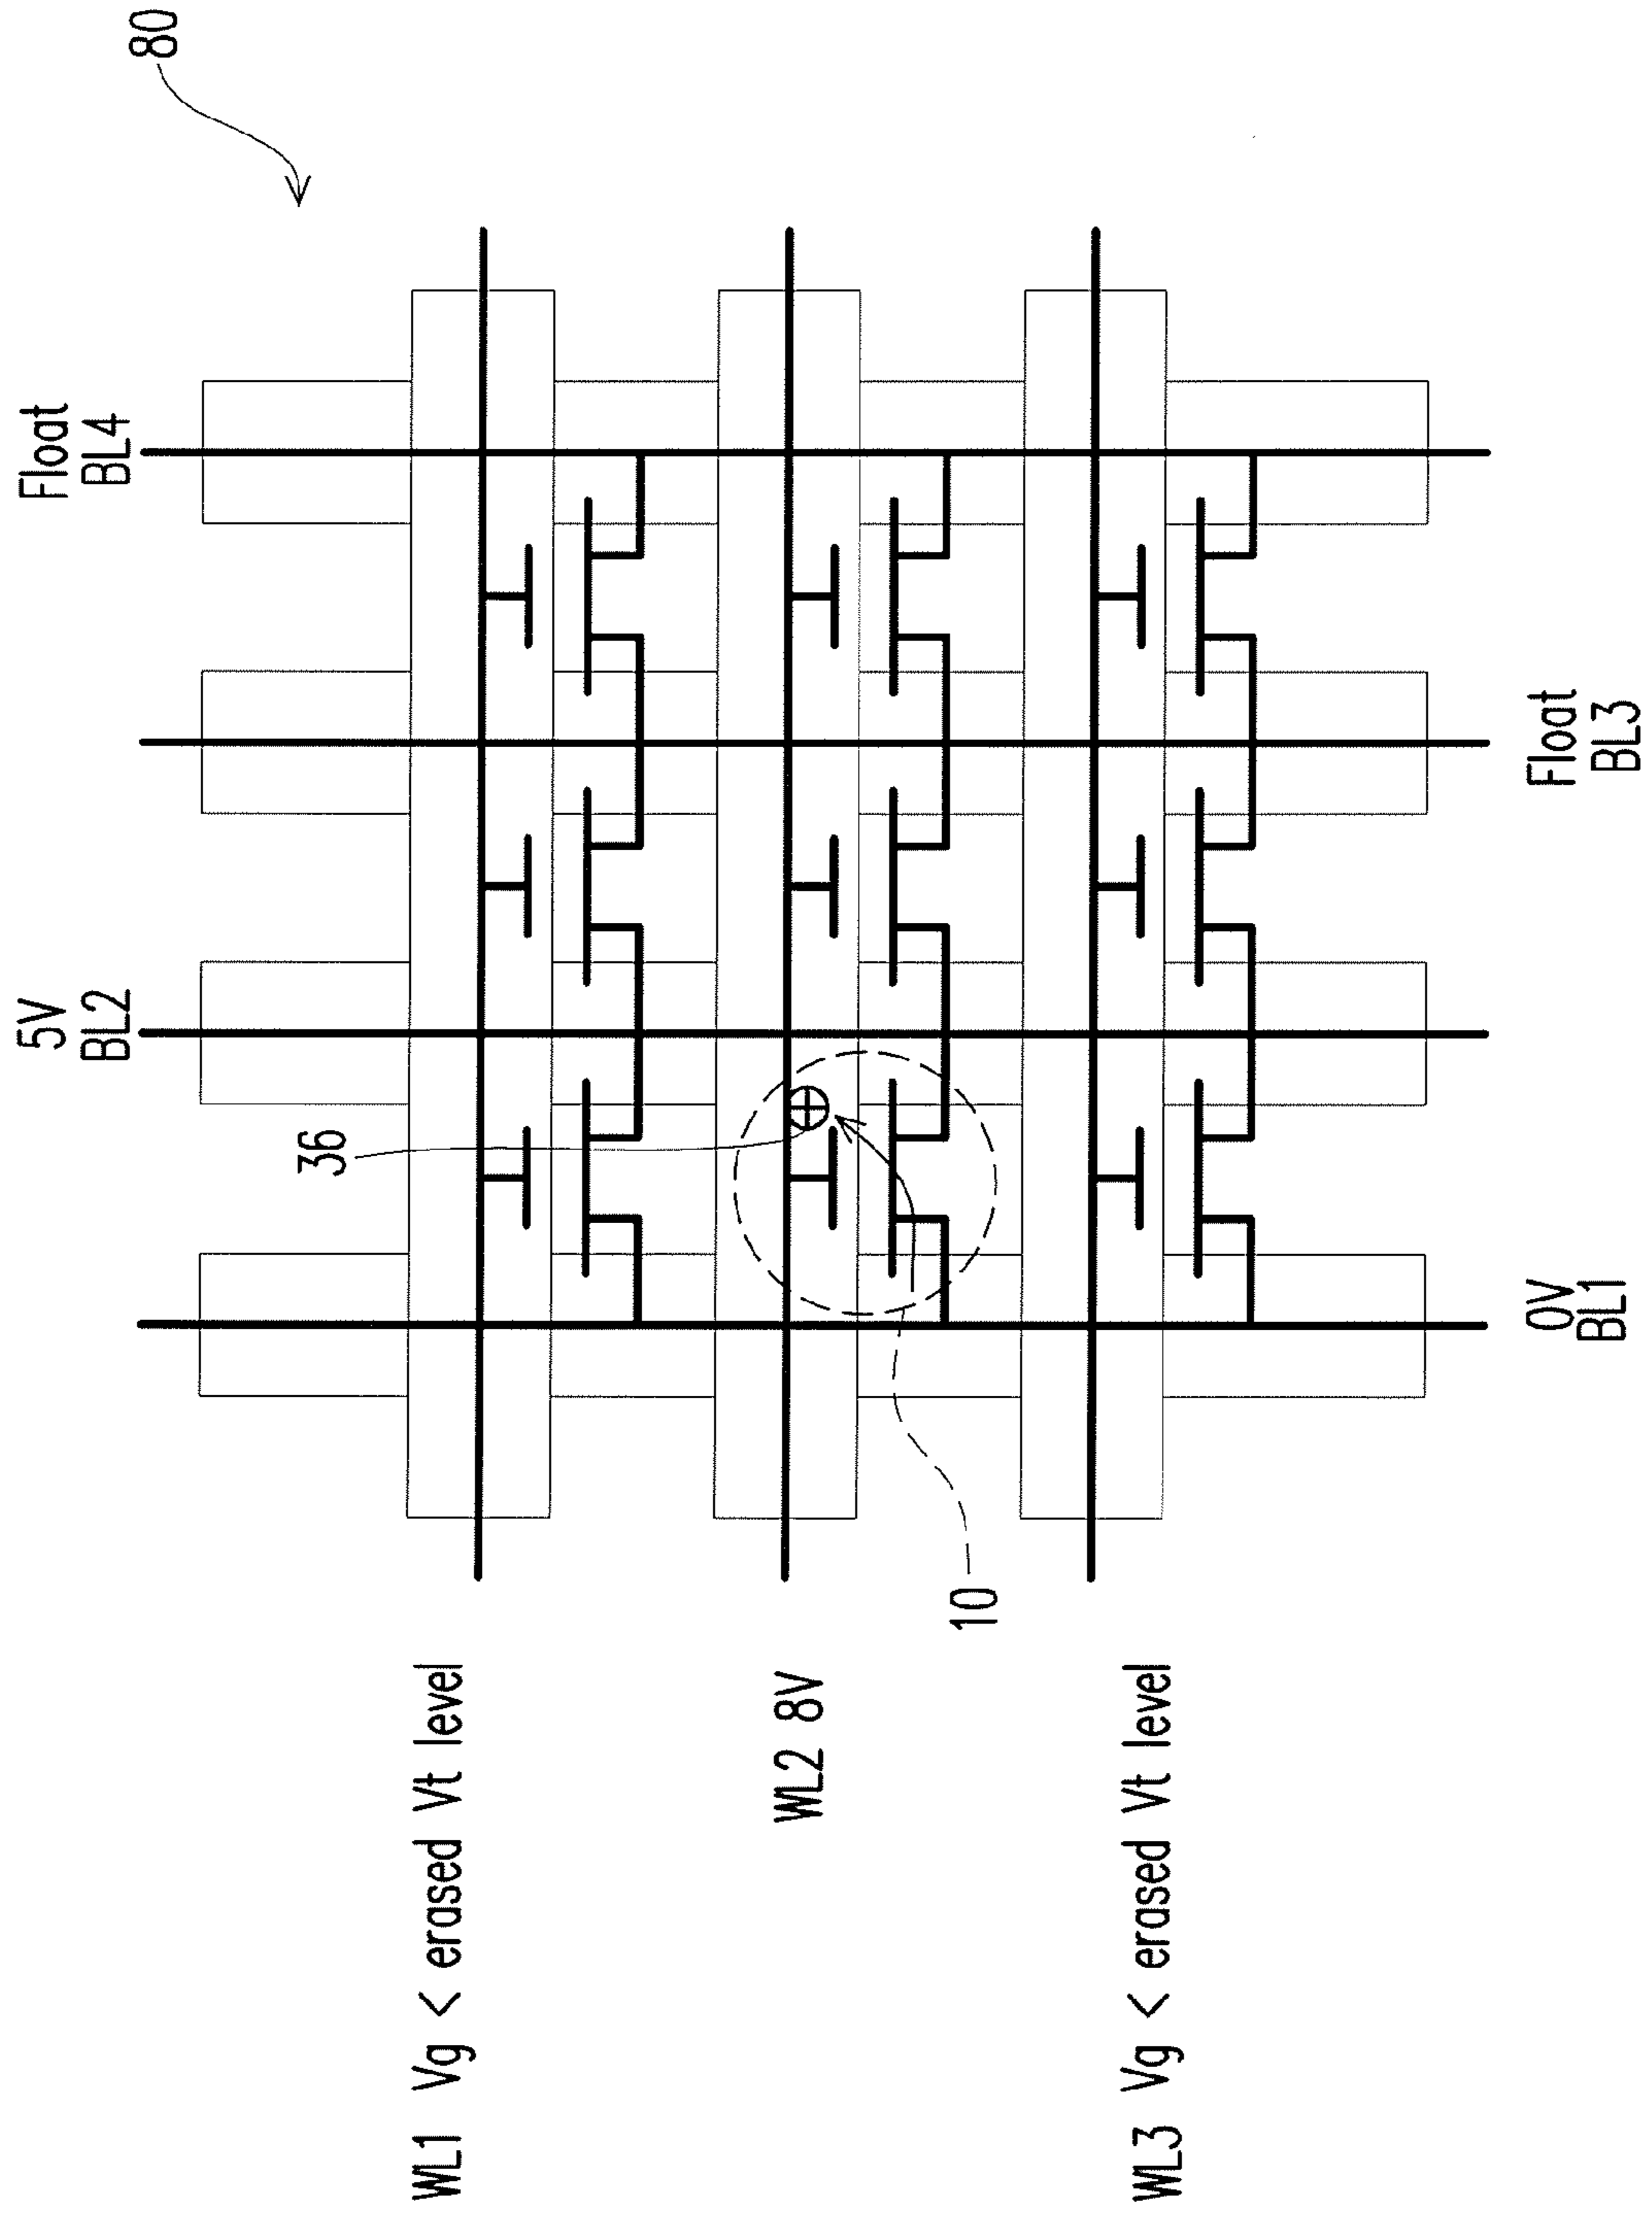 80
5V
BL2
Float
BL4
36
WL1 Vg < erased Vt level
WL2 8V
10
WL3 Vg < erased Vt level
0V
BL1
Float
BL3